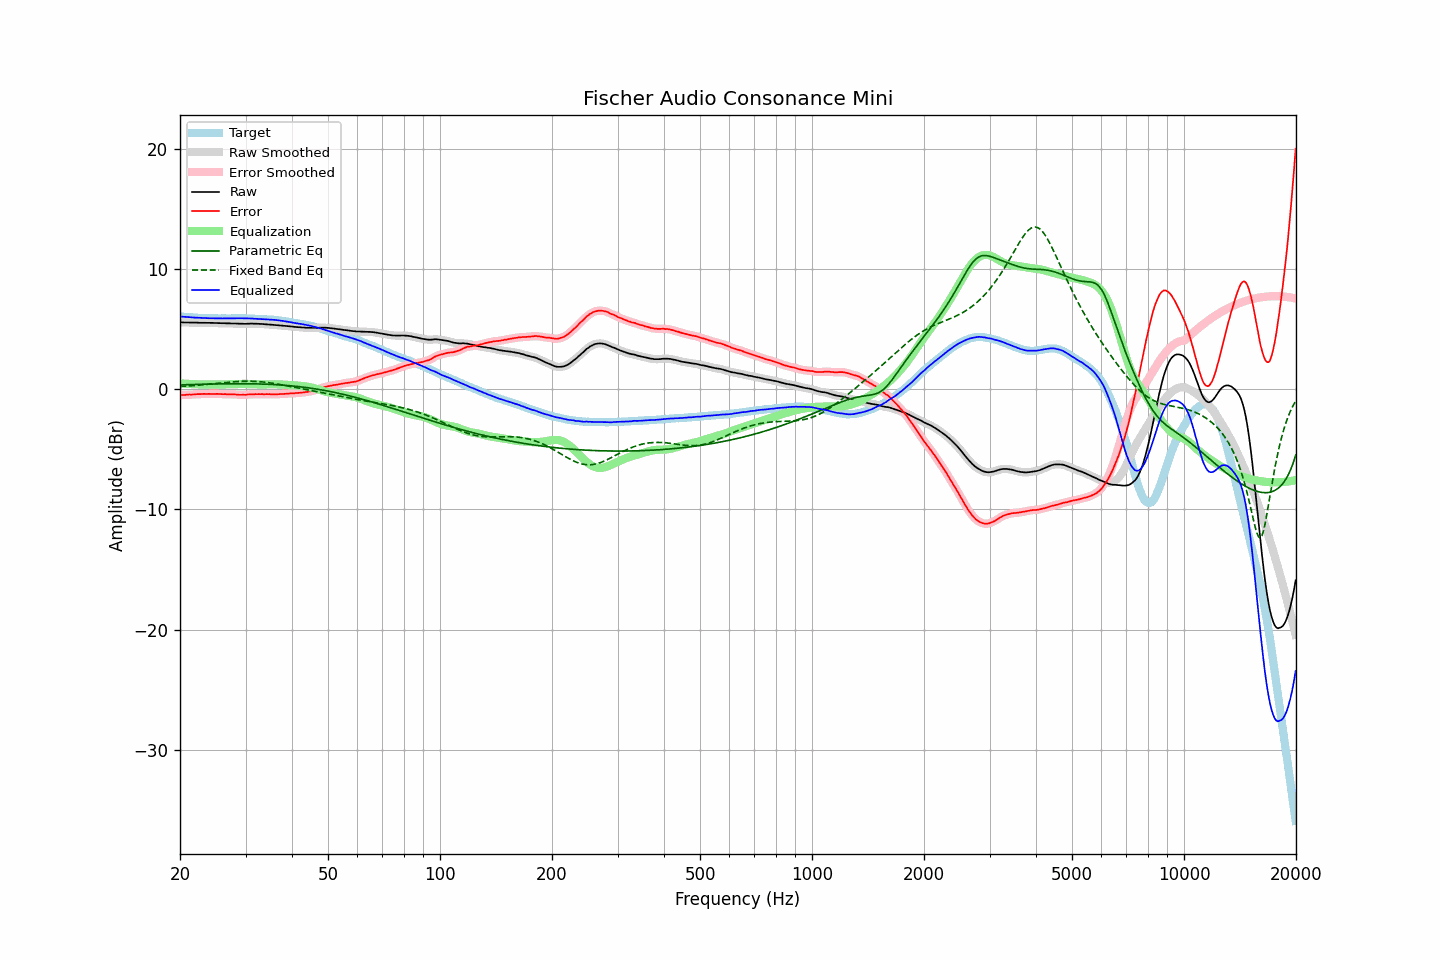 Fischer Audio Consonance Mini
Target
Raw Smoothed
Error Smoothed
Raw
Error
Equalization
Parametric Eq
Fixed Band Eq
Equalized
20
10
0
−10
−20
−30
Amplitude (dBr)
20
50
100
200
500
1000
2000
5000
10000
20000
Frequency (Hz)